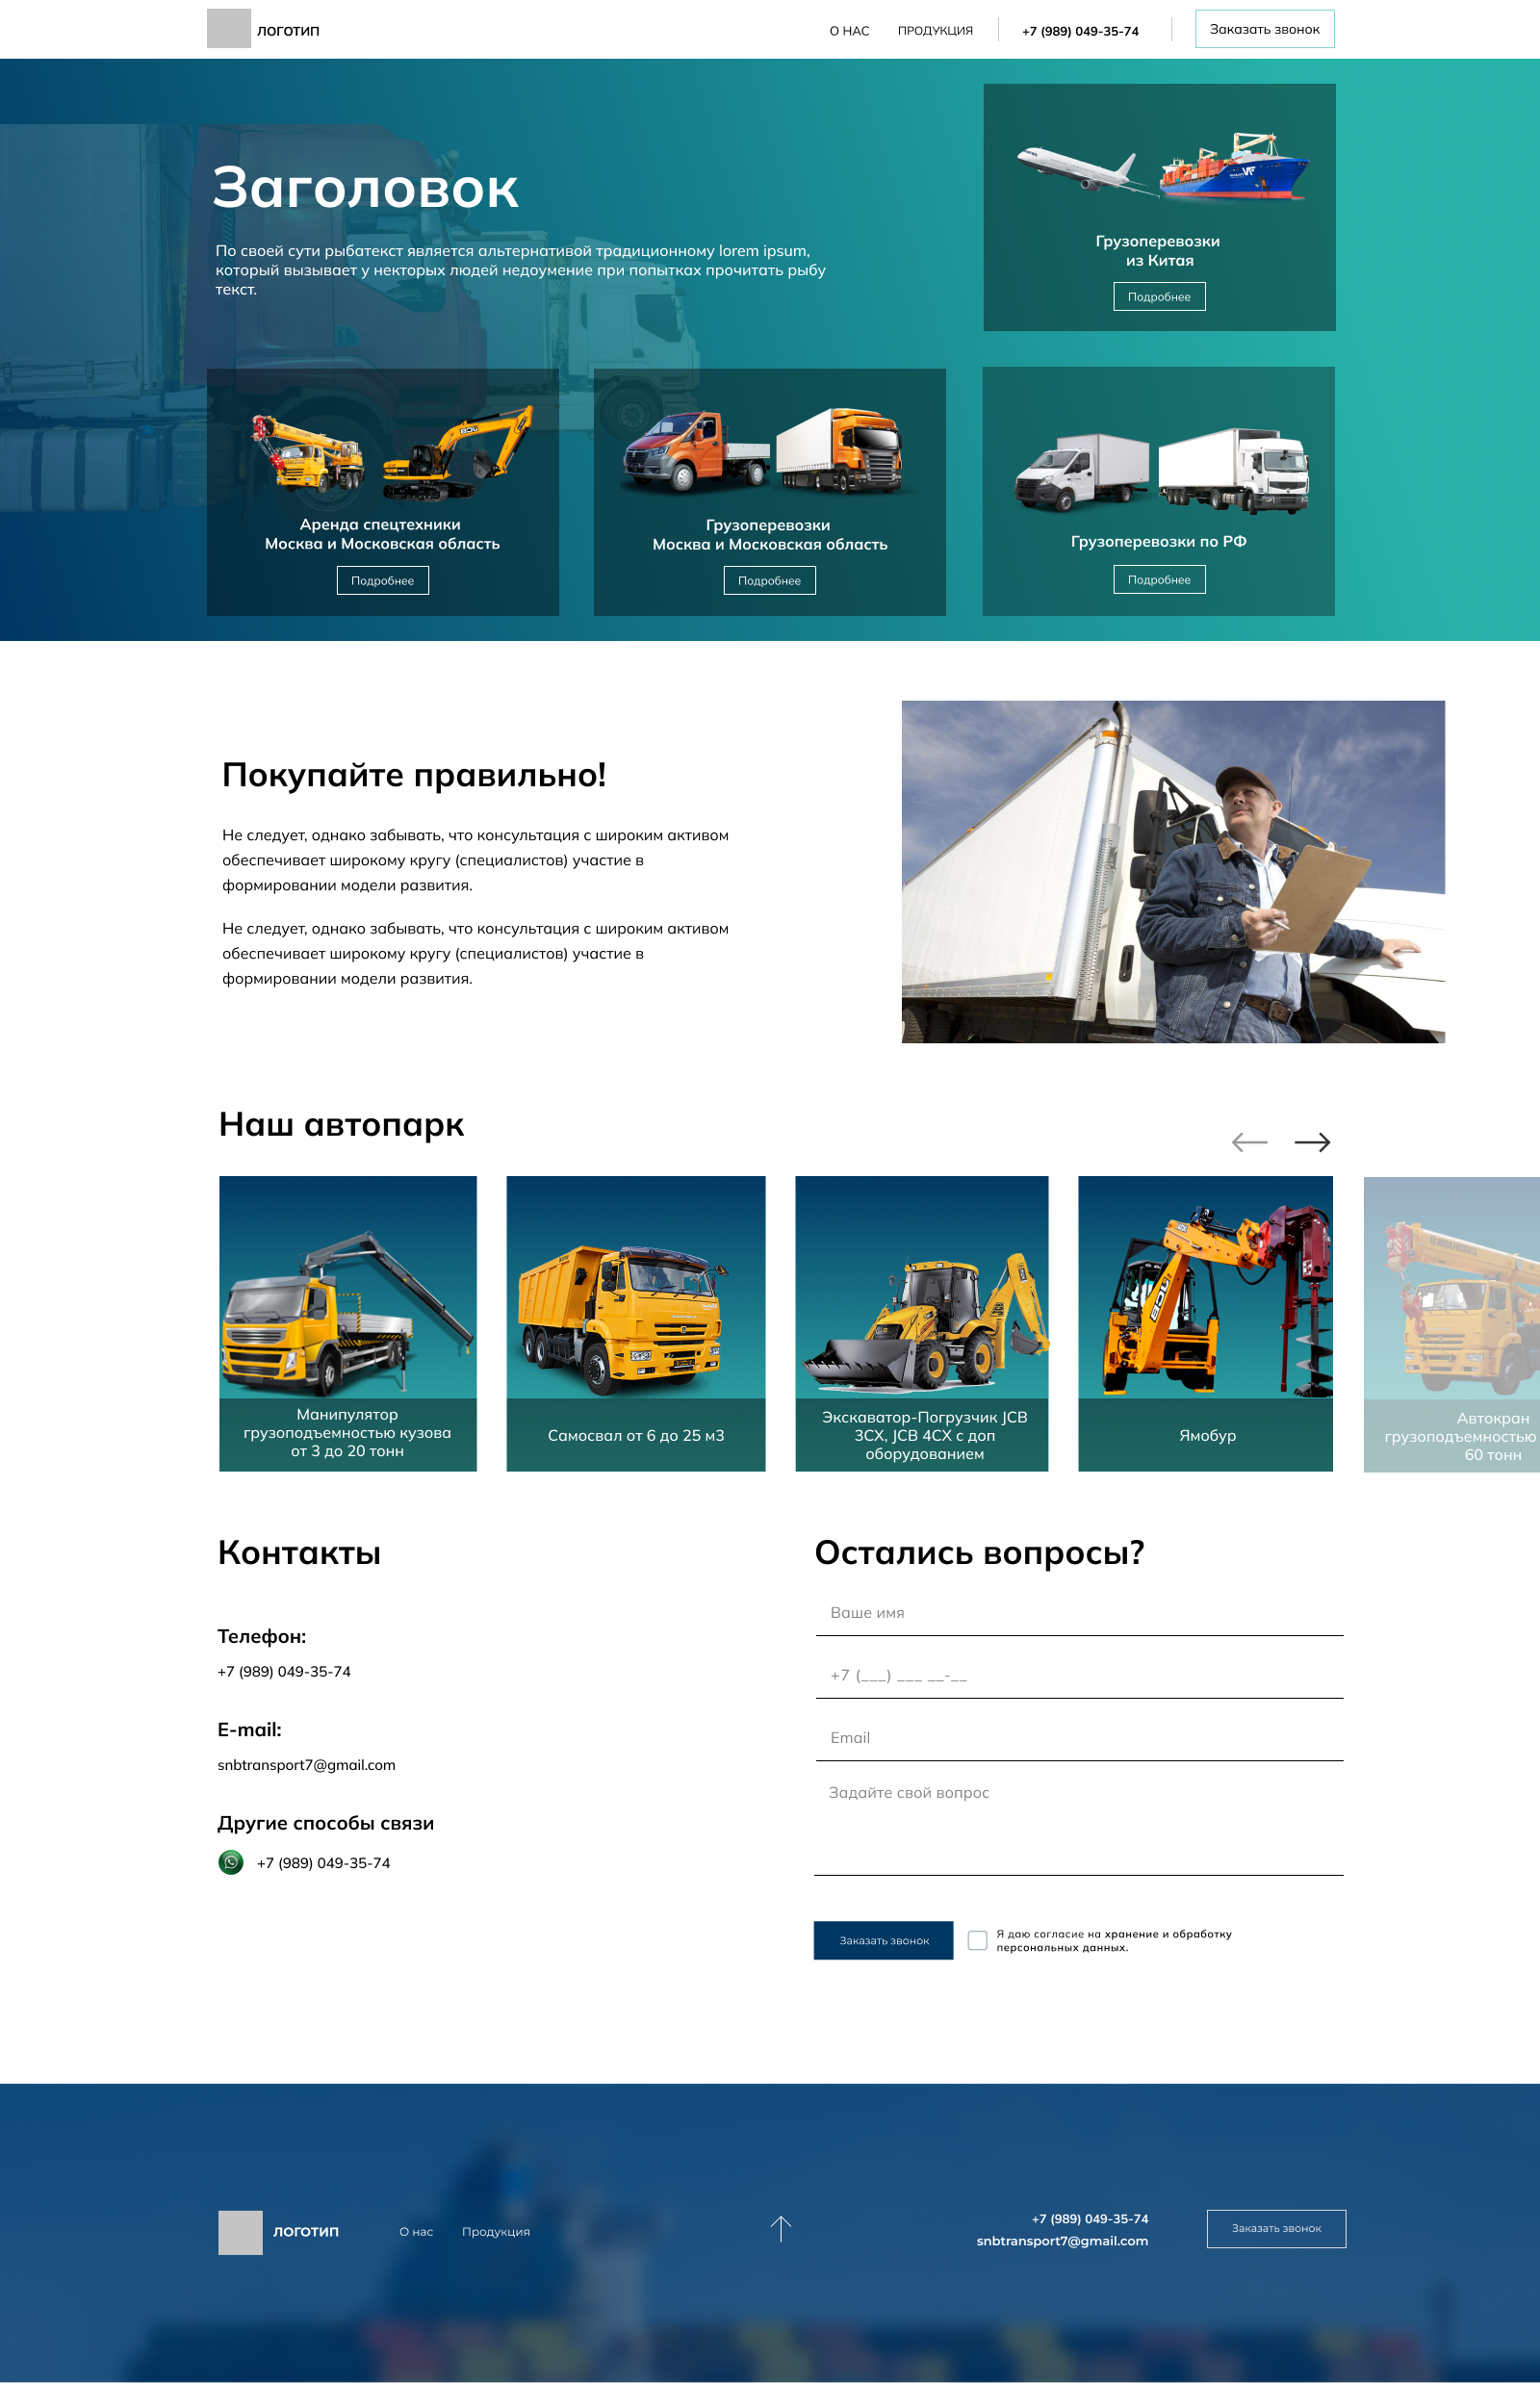 ЛОГОТИП
О НАС
ПРОДУКЦИЯ
+7 (989) 049-35-74
Заказать звонок
Заголовок
По своей сути рыбатекст является альтернативой традиционному lorem ipsum,
который вызывает у некторых людей недоумение при попытках прочитать рыбу
текст.
Грузоперевозки
из Китая
Подробнее
Аренда спецтехники
Москва и Московская область
Подробнее
Грузоперевозки
Москва и Московская область
Подробнее
Грузоперевозки по РФ
Подробнее
Покупайте правильно!
Не следует, однако забывать, что консультация с широким активом
обеспечивает широкому кругу (специалистов) участие в
формировании модели развития.
Не следует, однако забывать, что консультация с широким активом
обеспечивает широкому кругу (специалистов) участие в
формировании модели развития.
Наш автопарк
Манипулятор
грузоподъемностью кузова
от 3 до 20 тонн
Самосвал от 6 до 25 м3
Экскаватор-Погрузчик JCB
3CX, JCB 4CX с доп
оборудованием
Ямобур
Автокран
грузоподъемностью
60 тонн
Контакты
Телефон:
+7 (989) 049-35-74
E-mail:
snbtransport7@gmail.com
Другие способы связи
+7 (989) 049-35-74
Остались вопросы?
Ваше имя
+7 (___) ___ __-__
Email
Задайте свой вопрос
Заказать звонок
Я даю согласие на хранение и обработку
персональных данных.
ЛОГОТИП
О нас
Продукция
+7 (989) 049-35-74
snbtransport7@gmail.com
Заказать звонок